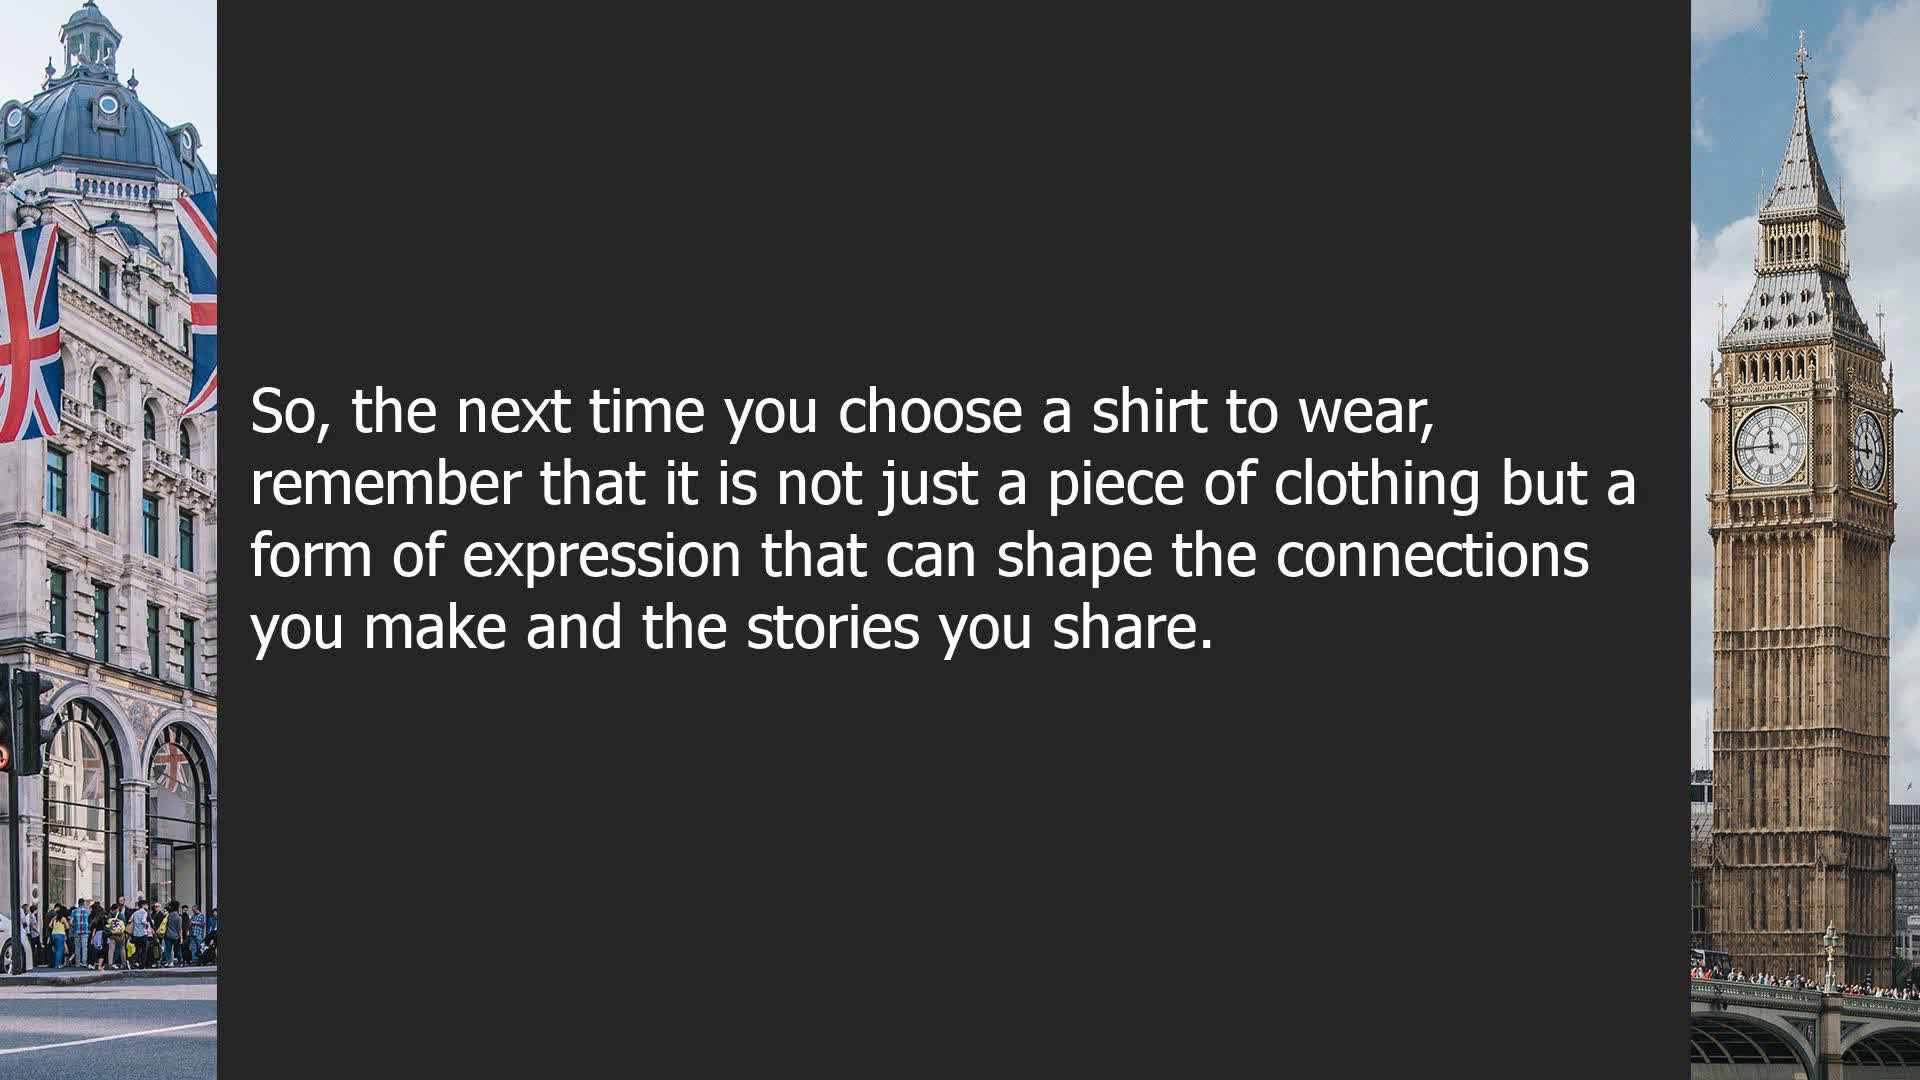 So, the next time you choose a shirt to wear,
remember that it is not just a piece of clothing but a
form of expression that can shape the connections
you make and the stories you share.